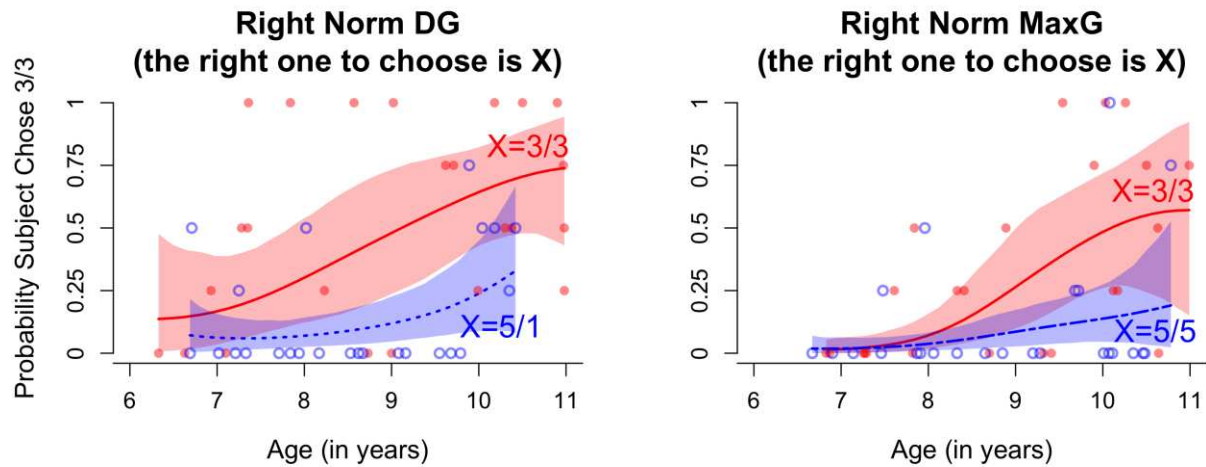 Right Norm DG
(the right one to choose is X)
Probability Subject Chose 3/3
1
0.75
0.5
0.25
0
X=3/3
X=5/1
6 7 8 9 10 11
Age (in years)
Right Norm MaxG
(the right one to choose is X)
1
0.75
0.5
0.25
0
X=3/3
X=5/5
6 7 8 9 10 11
Age (in years)